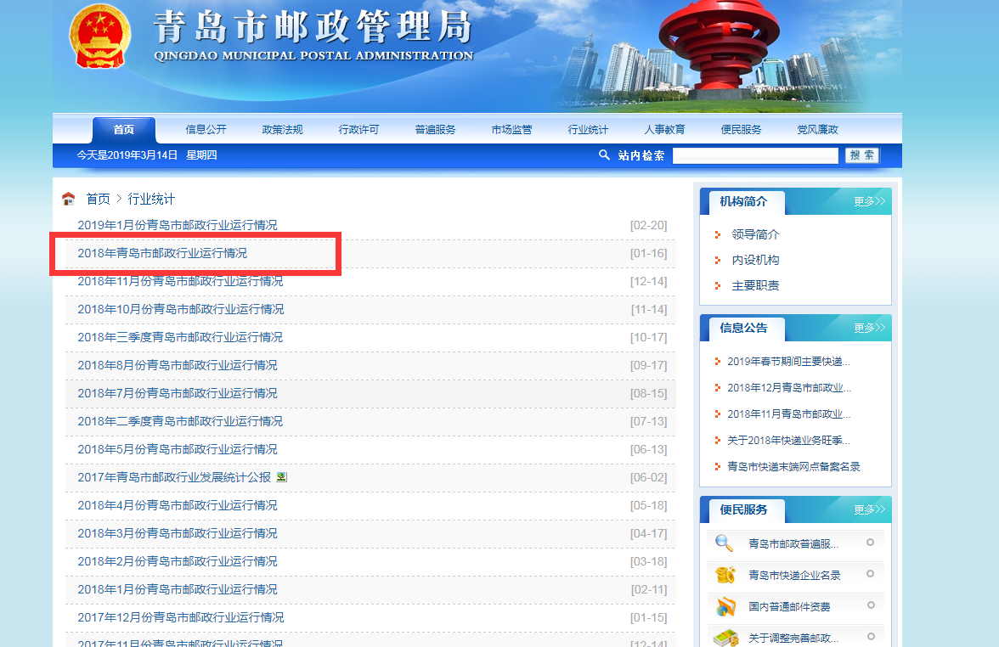 青岛市邮政管理局
QINGDAO MUNICIPAL POSTAL ADMINISTRATION
首页 信息公开 政策法规 行政许可 普遍服务 市场监管 行业统计 人事教育 便民服务 党风廉政
今天是2019年3月14日 星期四 站内检索 搜索
首页 > 行业统计
2019年1月份青岛市邮政行业运行情况 [02-20]
2018年青岛市邮政行业运行情况 [01-16]
2018年11月份青岛市邮政行业运行情况 [12-14]
2018年10月份青岛市邮政行业运行情况 [11-14]
2018年三季度青岛市邮政行业运行情况 [10-17]
2018年8月份青岛市邮政行业运行情况 [09-17]
2018年7月份青岛市邮政行业运行情况 [08-15]
2018年二季度青岛市邮政行业运行情况 [07-13]
2018年5月份青岛市邮政行业运行情况 [06-13]
2017年青岛市邮政行业发展统计公报 [06-02]
2018年4月份青岛市邮政行业运行情况 [05-18]
2018年3月份青岛市邮政行业运行情况 [04-17]
2018年2月份青岛市邮政行业运行情况 [03-18]
2018年1月份青岛市邮政行业运行情况 [02-11]
2017年12月份青岛市邮政行业运行情况 [01-15]
2017年11月份青岛市邮政行业运行情况 [12-14]
机构简介 更多>>
领导简介
内设机构
主要职责
信息公告 更多>>
2019年春节期间主要快递...
2018年12月青岛市邮政业...
2018年11月青岛市邮政业...
关于2018年快递业务旺季...
青岛市快递末端网点备案名录
便民服务 更多>>
青岛市邮政普遍服...
青岛市快递企业名录
国内普通邮件资费
关于调整完善邮政...